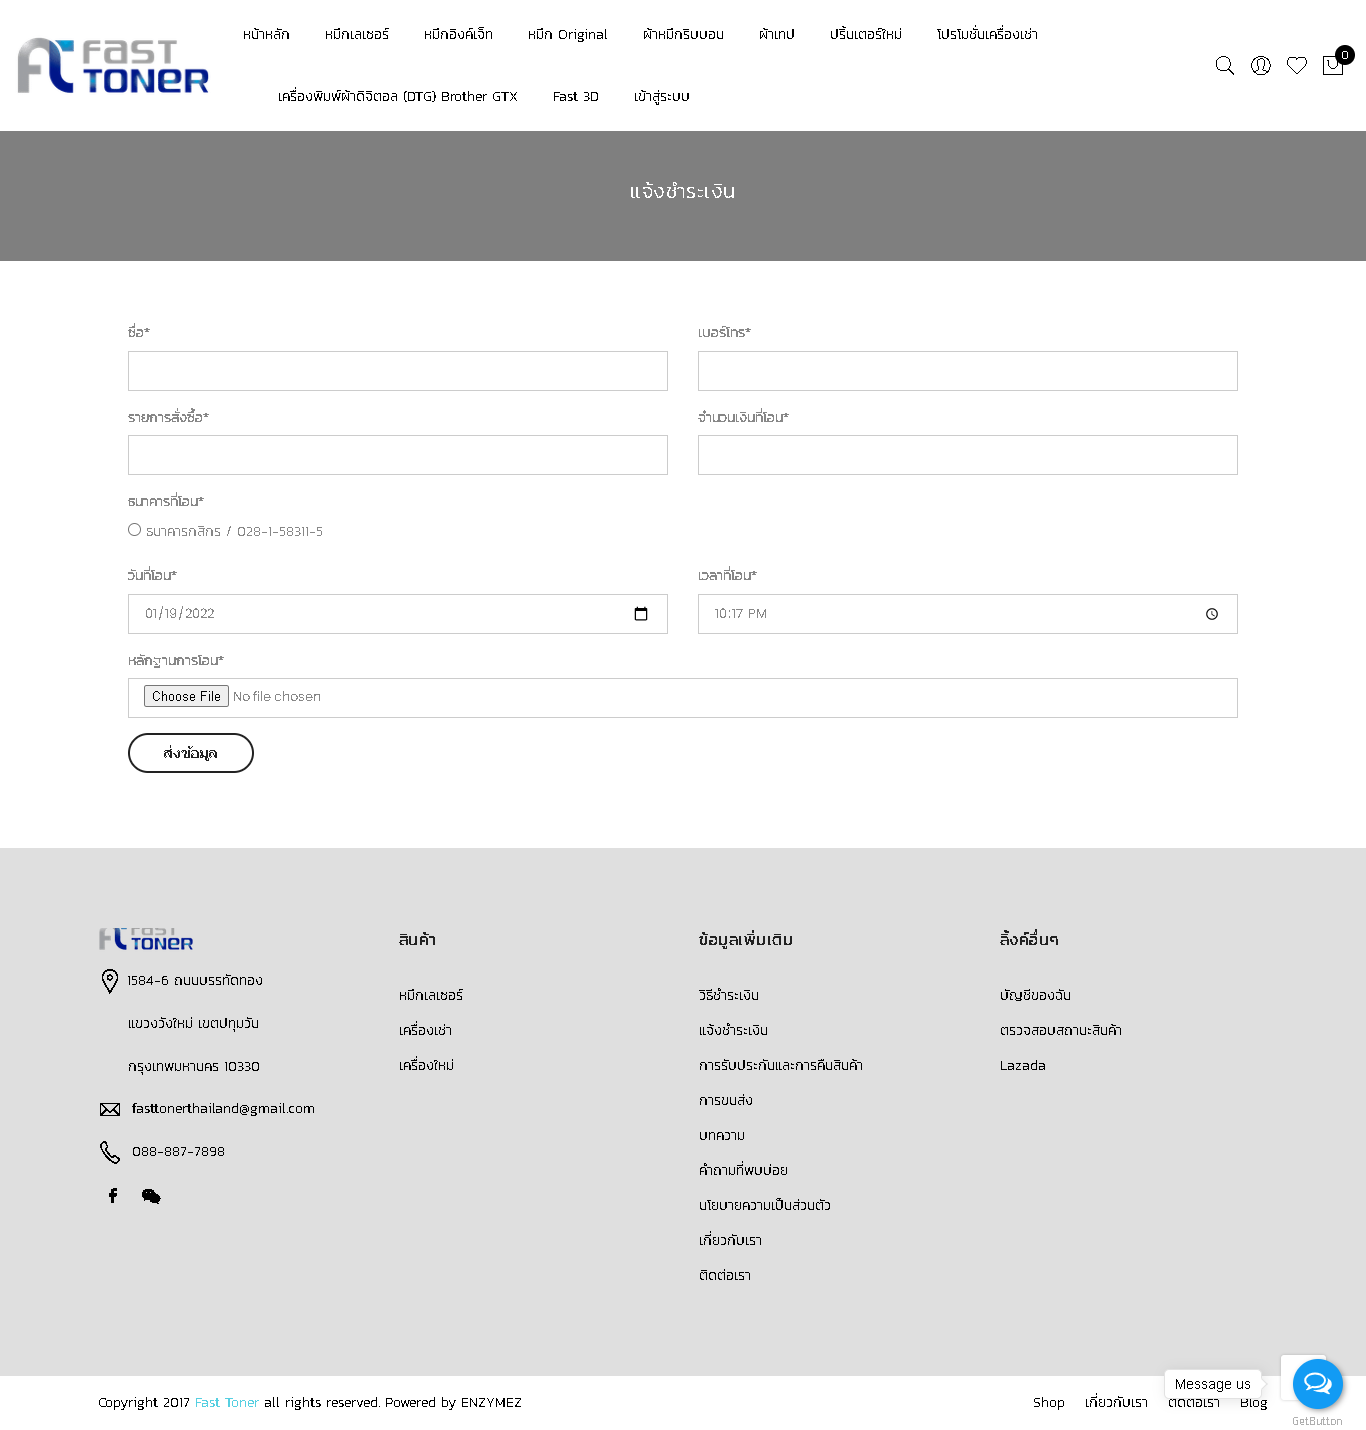 FAST TONER
หน้าหลัก หมึกเลเซอร์ หมึกอิงค์เจ็ท หมึก Original ผ้าหมึกริบบอน ผ้าเทป ปริ้นเตอร์ใหม่ โปรโมชั่นเครื่องเช่า
0
เครื่องพิมพ์ผ้าดิจิตอล (DTG) Brother GTX Fast 3D เข้าสู่ระบบ
แจ้งชำระเงิน
ชื่อ* เบอร์โทร*
รายการสั่งซื้อ* จำนวนเงินที่โอน*
ธนาคารที่โอน*
ธนาคารกสิกร / 028-1-58311-5
วันที่โอน* เวลาที่โอน*
01/19/2022 10:17 PM
หลักฐานการโอน*
Choose File No file chosen
ส่งข้อมูล
FAST TONER
1584-6 ถนนบรรทัดทอง
แขวงวังใหม่ เขตปทุมวัน
กรุงเทพมหานคร 10330
fasttonerthailand@gmail.com
088-887-7898
สินค้า
หมึกเลเซอร์
เครื่องเช่า
เครื่องใหม่
ข้อมูลเพิ่มเติม
วิธีชำระเงิน
แจ้งชำระเงิน
การรับประกันและการคืนสินค้า
การขนส่ง
บทความ
คำถามที่พบบ่อย
นโยบายความเป็นส่วนตัว
เกี่ยวกับเรา
ติดต่อเรา
ลิ้งค์อื่นๆ
บัญชีของฉัน
ตรวจสอบสถานะสินค้า
Lazada
Message us
Copyright 2017 Fast Toner all rights reserved. Powered by ENZYMEZ
Shop เกี่ยวกับเรา ติดต่อเรา Blog
GetButton